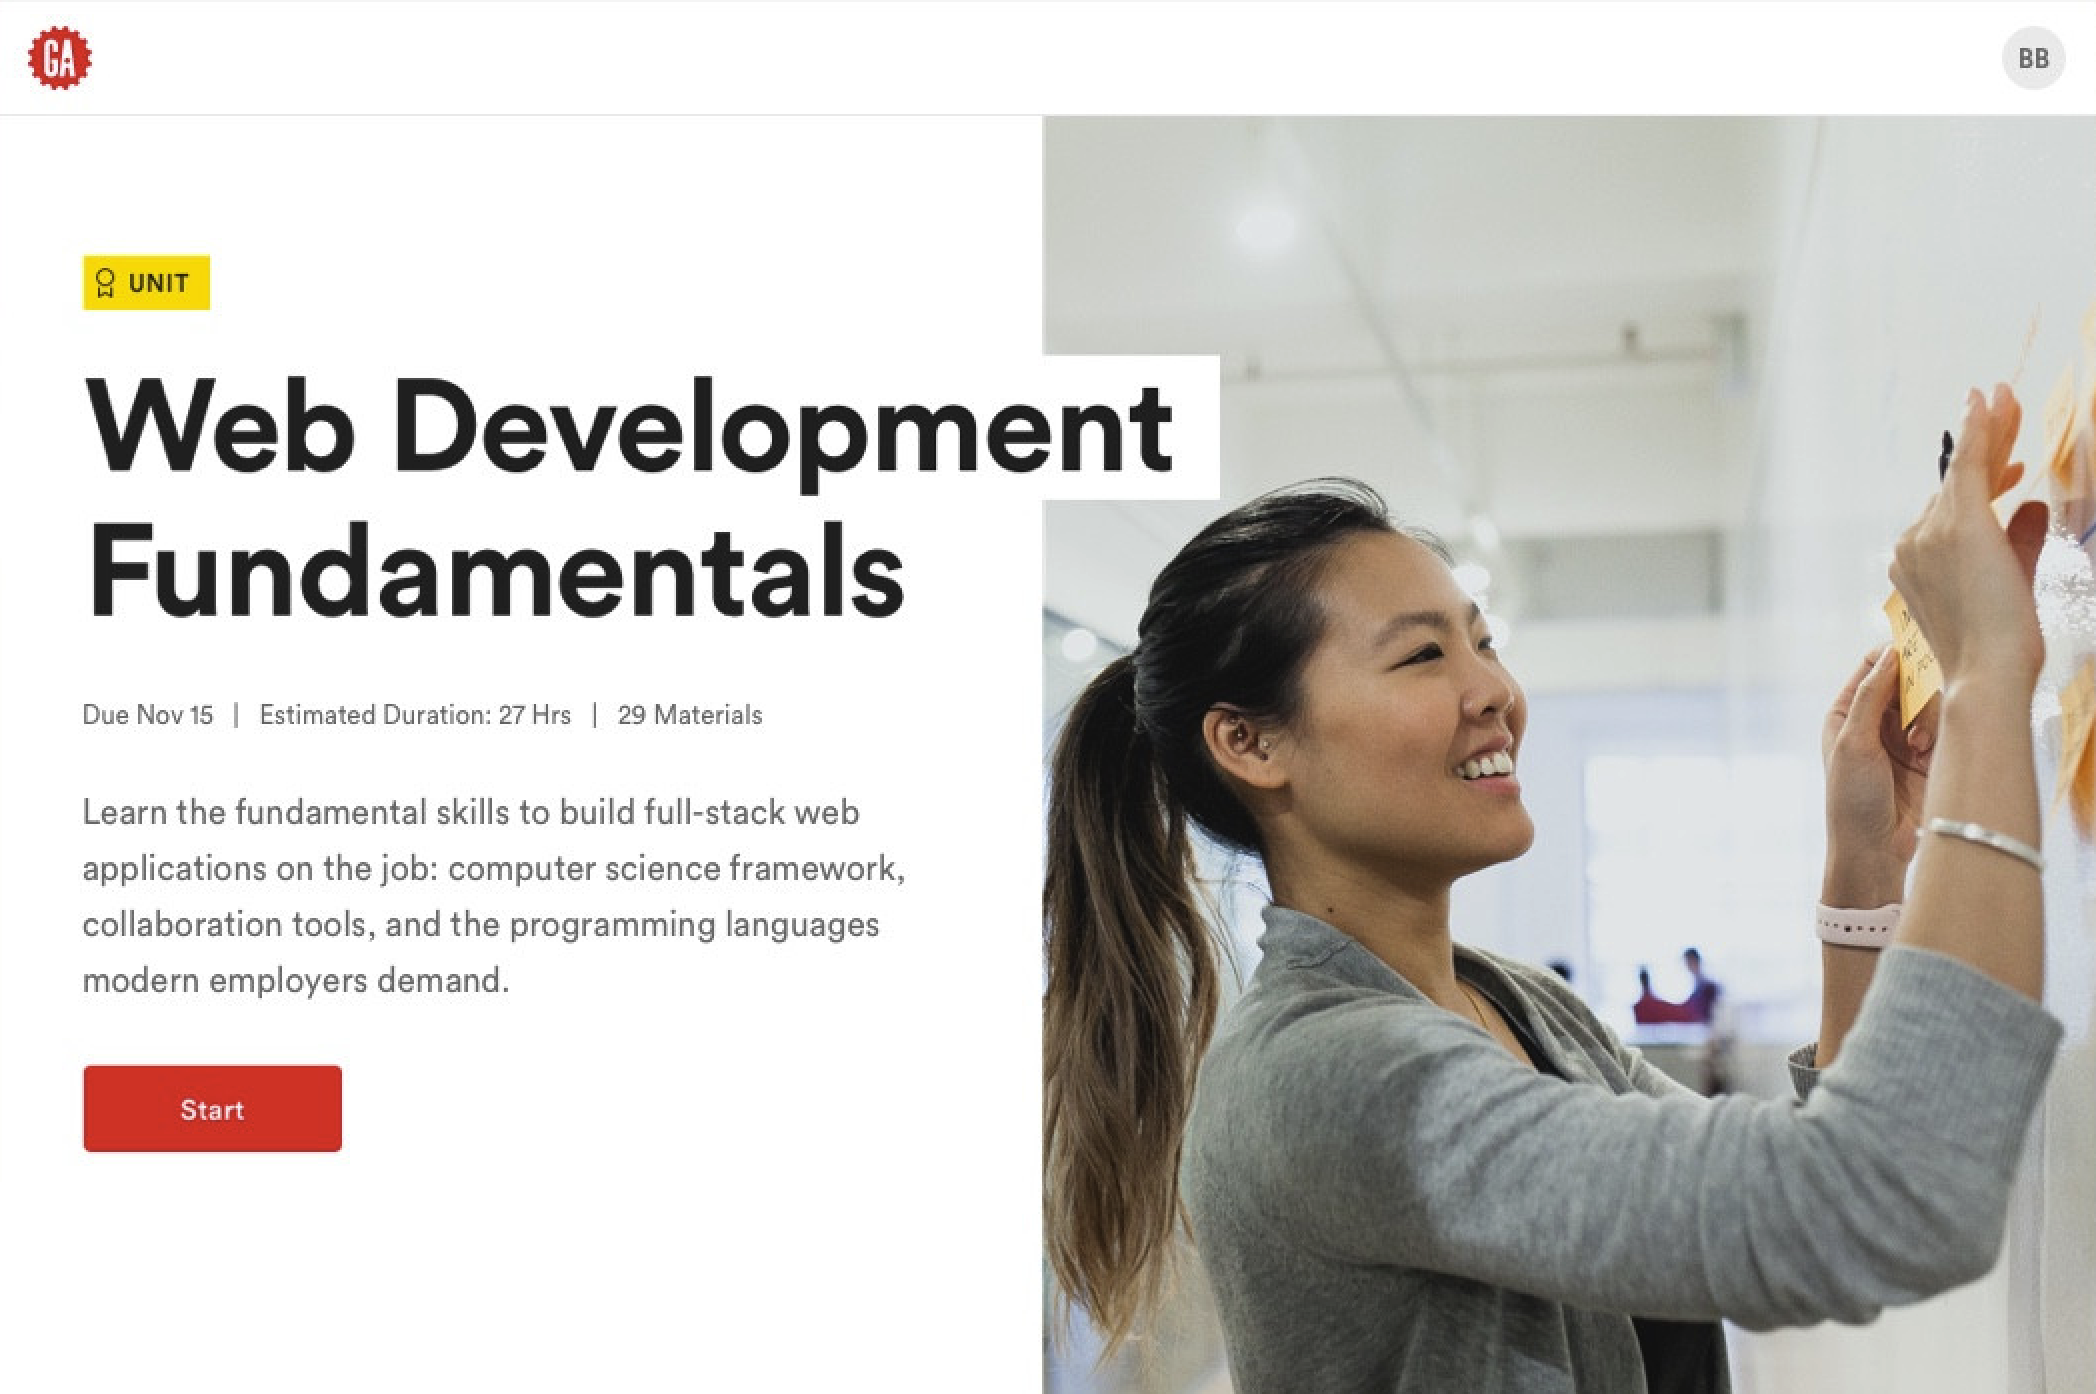 GA
BB
UNIT
Web Development
Fundamentals
Due Nov 15 | Estimated Duration: 27 Hrs | 29 Materials
Learn the fundamental skills to build full-stack web
applications on the job: computer science framework,
collaboration tools, and the programming languages
modern employers demand.
Start